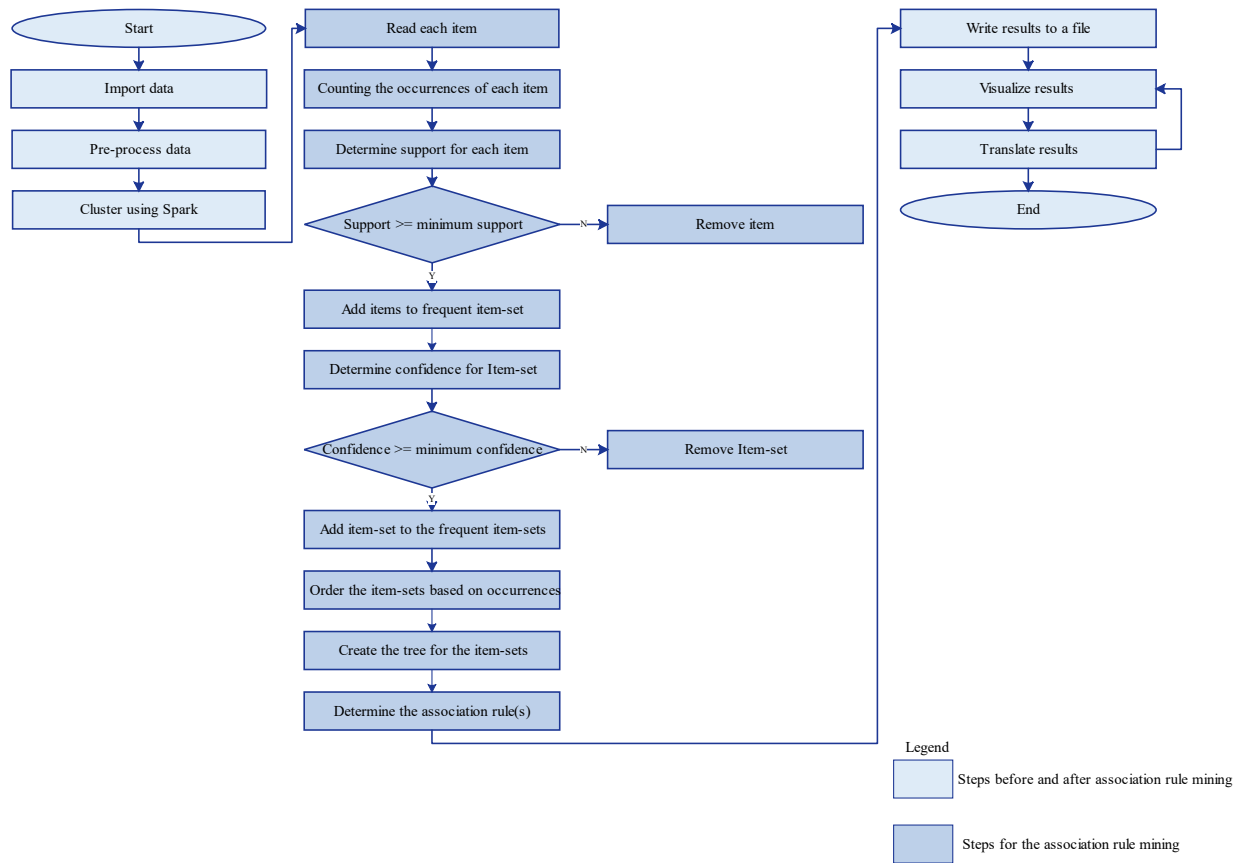 Start
Import data
Pre-process data
Cluster using Spark
Read each item
Counting the occurrences of each item
Determine support for each item
Support >= minimum support
N
Remove item
Y
Add items to frequent item-set
Determine confidence for Item-set
Confidence >= minimum confidence
N
Remove Item-set
Y
Add item-set to the frequent item-sets
Order the item-sets based on occurrences
Create the tree for the item-sets
Determine the association rule(s)
Write results to a file
Visualize results
Translate results
End
Legend
Steps before and after association rule mining
Steps for the association rule mining